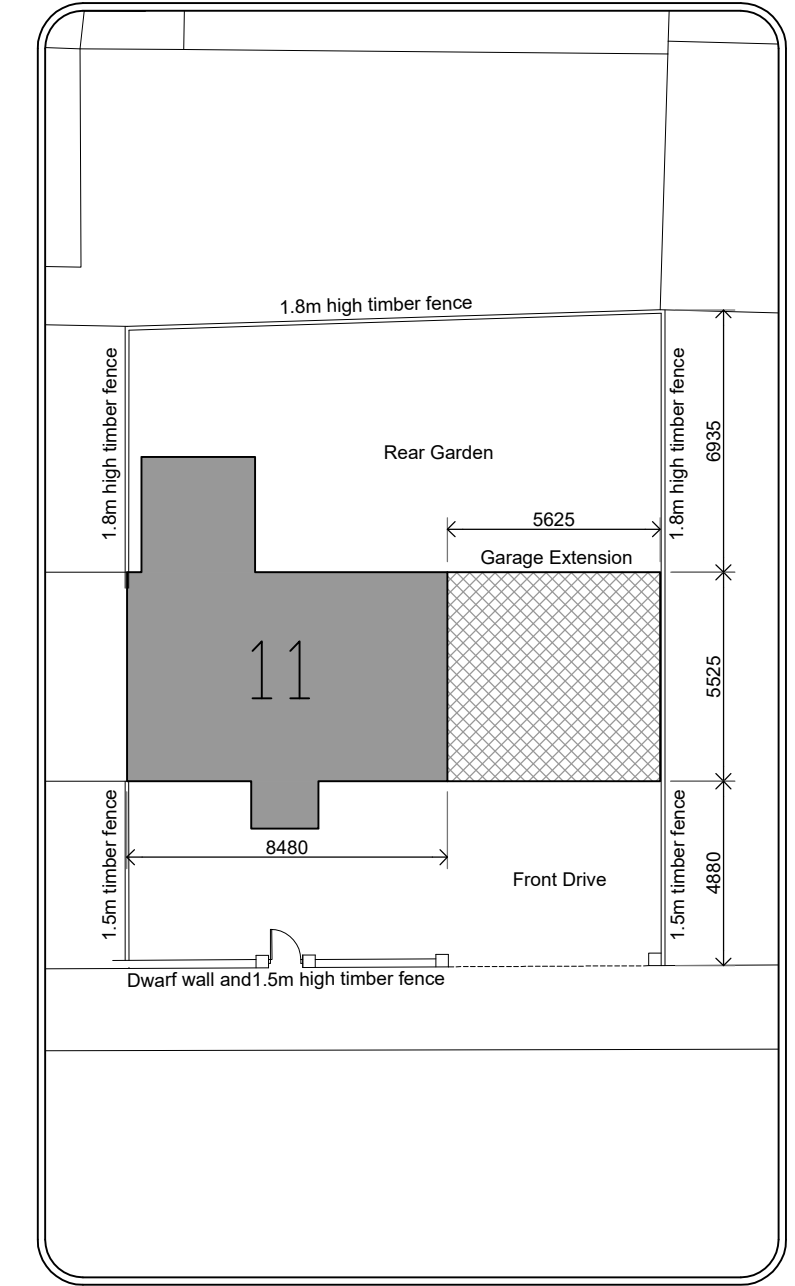 1.8m high timber fence
1.8m high timber fence
1.8m high timber fence
6935
Rear Garden
5625
Garage Extension
11
5525
8480
Front Drive
1.5m timber fence
1.5m timber fence
4880
Dwarf wall and1.5m high timber fence